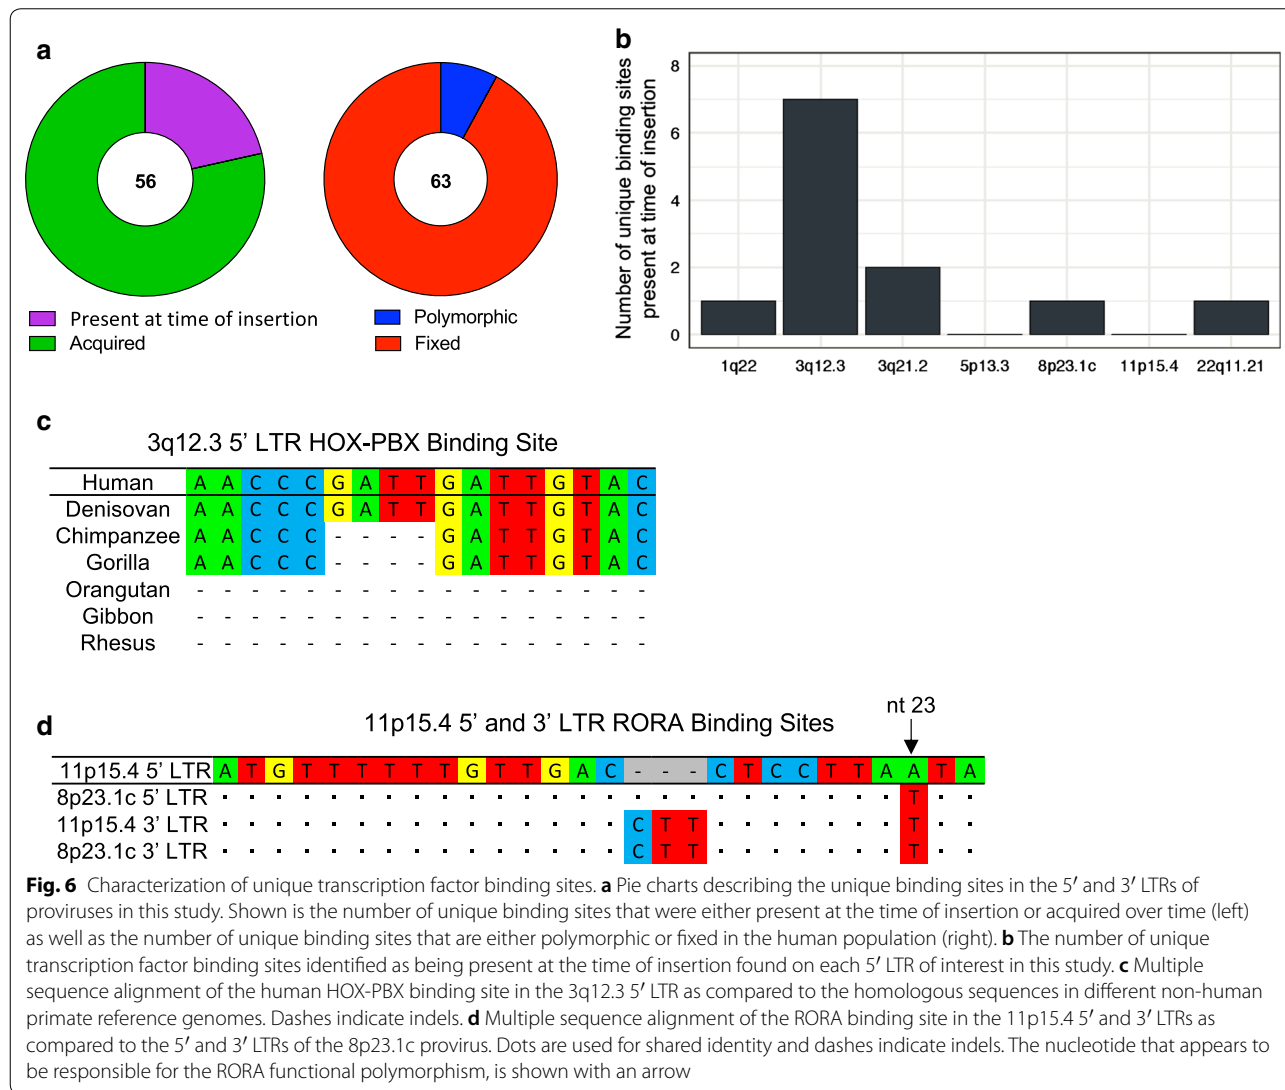 a
56
63
Present at time of insertion
Acquired
Polymorphic
Fixed
b
Number of unique binding sites
present at time of insertion
8
6
4
2
0
1q22 3q12.3 3q21.2 5p13.3 8p23.1c 11p15.4 22q11.21
c
3q12.3 5’ LTR HOX-PBX Binding Site
Human A A C C C G A T T G A T T G T A C
Denisovan A A C C C G A T T G A T T G T A C
Chimpanzee A A C C C - - - - G A T T G T A C
Gorilla A A C C C - - - - G A T T G T A C
Orangutan - - - - - - - - - - - - - - - - -
Gibbon - - - - - - - - - - - - - - - - -
Rhesus - - - - - - - - - - - - - - - - -
d
11p15.4 5’ and 3’ LTR RORA Binding Sites
nt 23
11p15.4 5’ LTR A T G T T T T T T G T T G A C - - - C T C C T T A A T A
8p23.1c 5’ LTR . . . . . . . . . . . . . . . . . . . . . . . . . T . .
11p15.4 3’ LTR . . . . . . . . . . . . . . . C T T . . . . . . . T . .
8p23.1c 3’ LTR . . . . . . . . . . . . . . . C T T . . . . . . . T . .
Fig. 6 Characterization of unique transcription factor binding sites. a Pie charts describing the unique binding sites in the 5′ and 3′ LTRs of
proviruses in this study. Shown is the number of unique binding sites that were either present at the time of insertion or acquired over time (left)
as well as the number of unique binding sites that are either polymorphic or fixed in the human population (right). b The number of unique
transcription factor binding sites identified as being present at the time of insertion found on each 5′ LTR of interest in this study. c Multiple
sequence alignment of the human HOX-PBX binding site in the 3q12.3 5′ LTR as compared to the homologous sequences in different non-human
primate reference genomes. Dashes indicate indels. d Multiple sequence alignment of the RORA binding site in the 11p15.4 5′ and 3′ LTRs as
compared to the 5′ and 3′ LTRs of the 8p23.1c provirus. Dots are used for shared identity and dashes indicate indels. The nucleotide that appears to
be responsible for the RORA functional polymorphism, is shown with an arrow